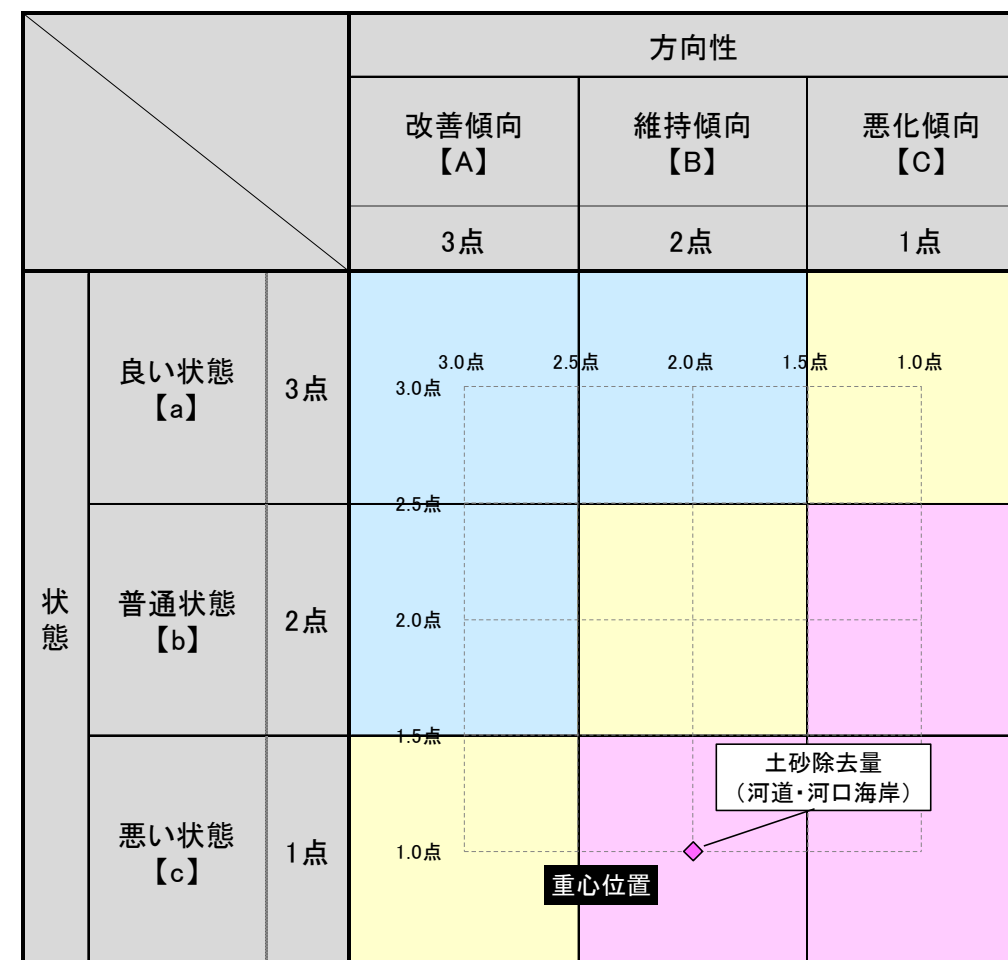 方向性
改善傾向
【A】
維持傾向
【B】
悪化傾向
【C】
3点
2点
1点
状態
良い状態
【a】
3点
普通状態
【b】
2点
悪い状態
【c】
1点
3.0点
2.5点
2.0点
1.5点
1.0点
3.0点
2.5点
2.0点
1.5点
1.0点
土砂除去量
（河道・河口海岸）
重心位置